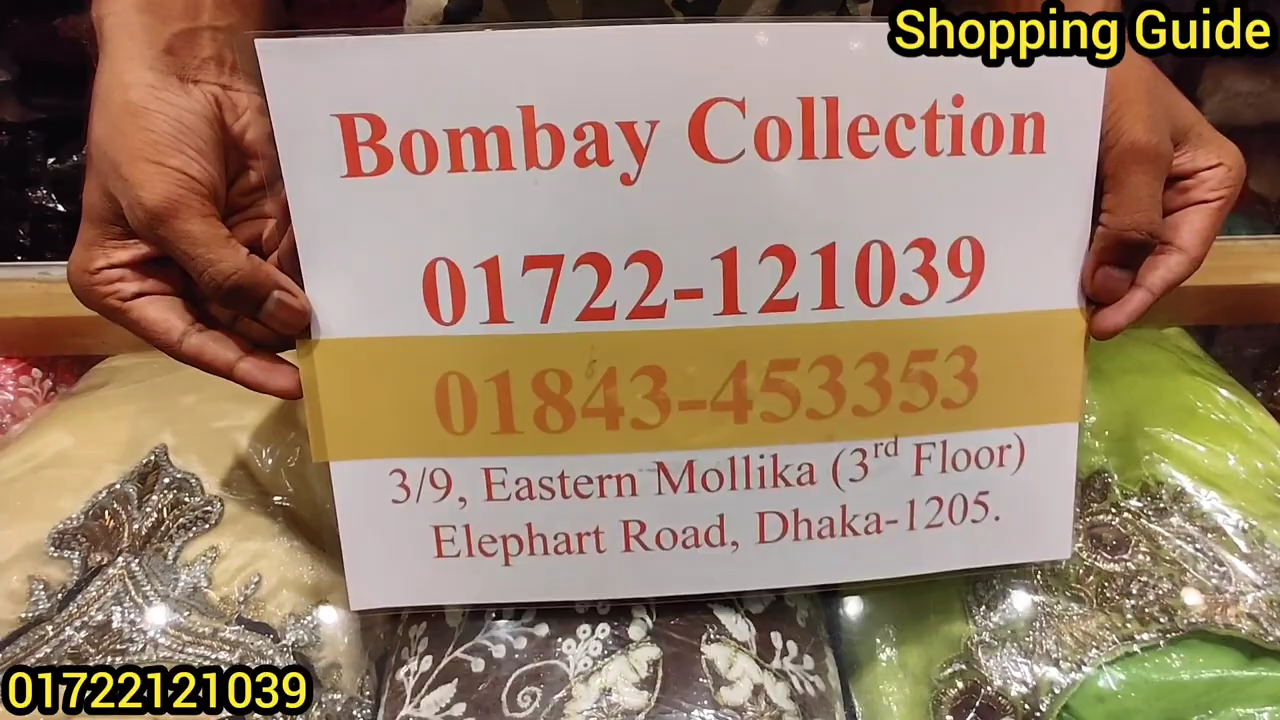 Shopping Guide
Bombay Collection
01722-121039
01843-453353
3/9, Eastern Mollika (3rd Floor)
Elephart Road, Dhaka-1205.
01722121039